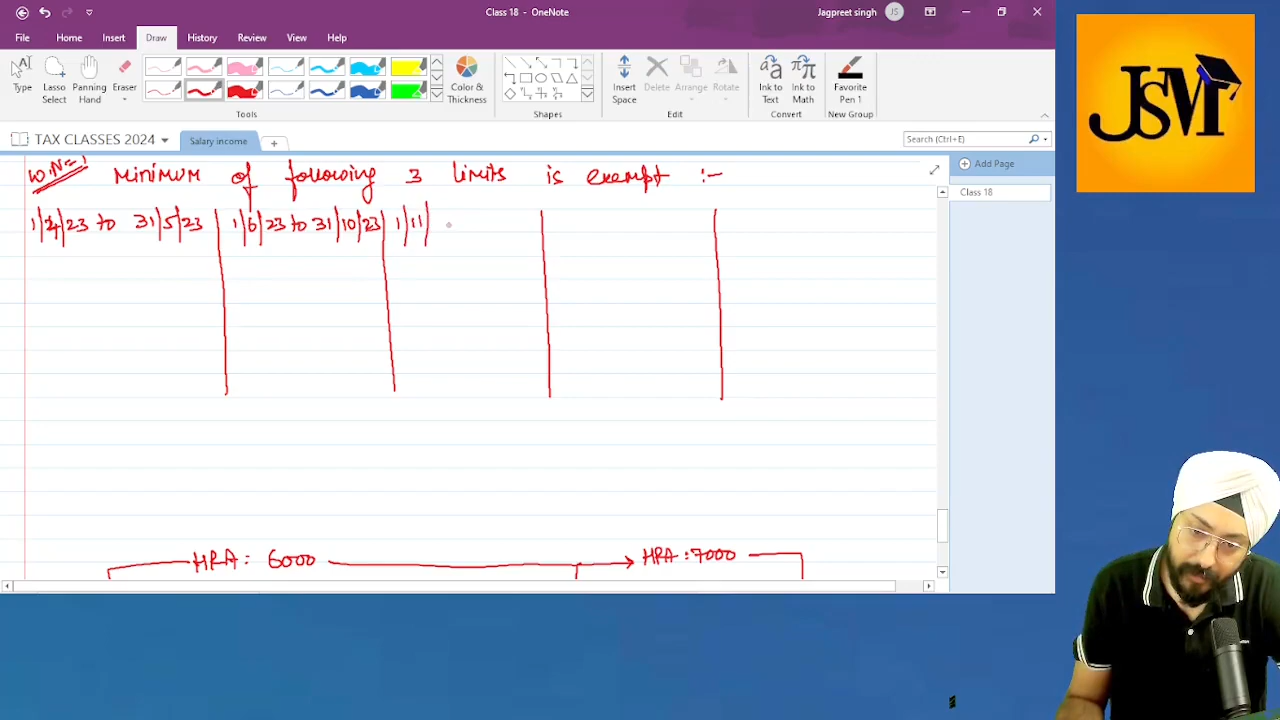 Class 18 - OneNote
Jagpreet singh JS
File Home Insert Draw History Review View Help
Type Lasso Select Panning Hand Eraser Color & Thickness Insert Space Delete Arrange Rotate Ink to Text Ink to Math Favorite Pen 1
Tools Shapes Edit Convert New Group
TAX CLASSES 2024 Salary income
Search (Ctrl+E)
Add Page
Class 18
W.N=1 Minimum of following 3 limits is exempt :-
1|4|23 to 31|5|23 1|6|23 to 31|10|23 1|11|
HRA: 6000 HRA :7000
JSM